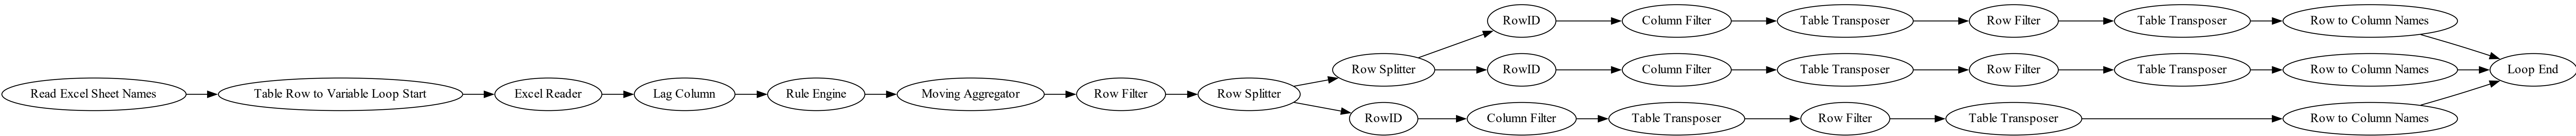 RowID
Column Filter
Table Transposer
Row Filter
Table Transposer
Row to Column Names
Row Splitter
RowID
Column Filter
Table Transposer
Row Filter
Table Transposer
Row to Column Names
Loop End
Read Excel Sheet Names
Table Row to Variable Loop Start
Excel Reader
Lag Column
Rule Engine
Moving Aggregator
Row Filter
Row Splitter
RowID
Column Filter
Table Transposer
Row Filter
Table Transposer
Row to Column Names